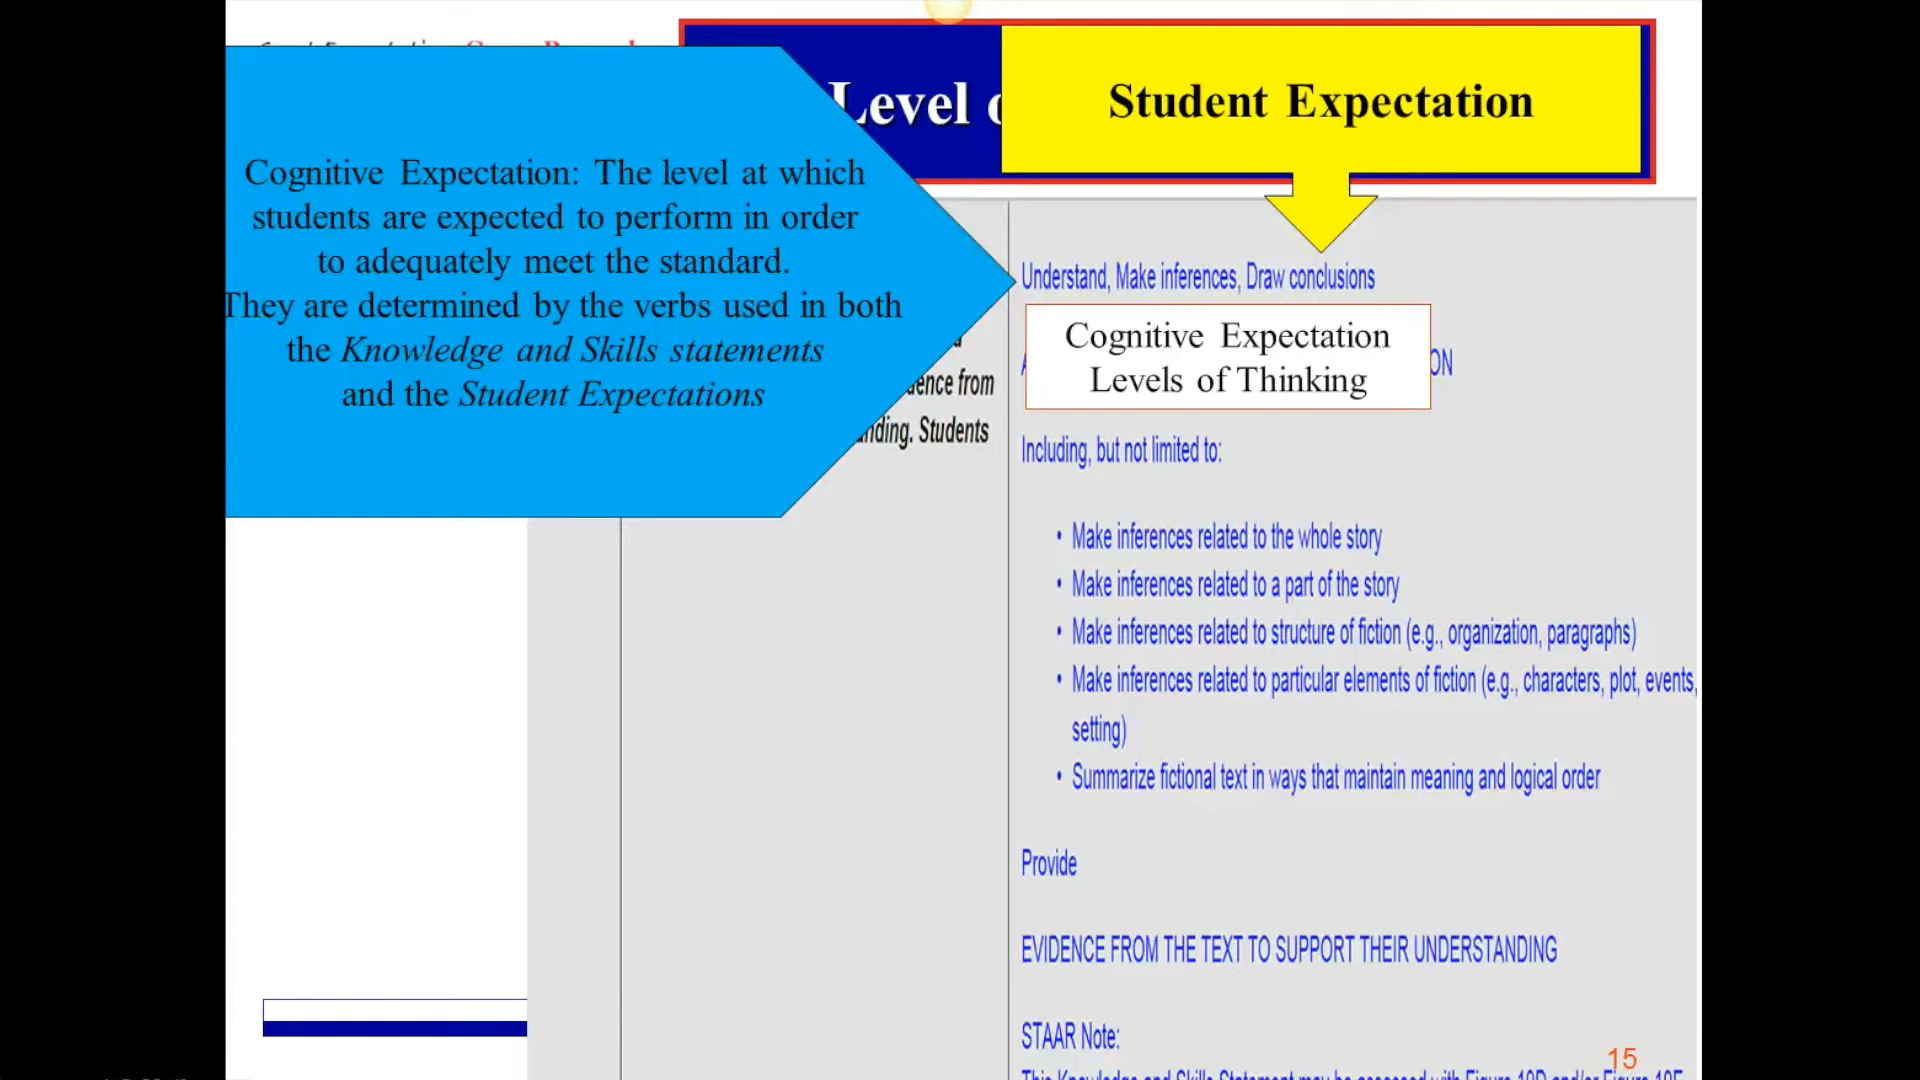 Level
Student Expectation
Cognitive Expectation: The level at which
students are expected to perform in order
to adequately meet the standard.
They are determined by the verbs used in both
the Knowledge and Skills statements
and the Student Expectations
from
Students
Understand, Make inferences, Draw conclusions
Cognitive Expectation
Levels of Thinking
Including, but not limited to:
• Make inferences related to the whole story
• Make inferences related to a part of the story
• Make inferences related to structure of fiction (e.g., organization, paragraphs)
• Make inferences related to particular elements of fiction (e.g., characters, plot, events,
setting)
• Summarize fictional text in ways that maintain meaning and logical order
Provide
EVIDENCE FROM THE TEXT TO SUPPORT THEIR UNDERSTANDING
STAAR Note:
15